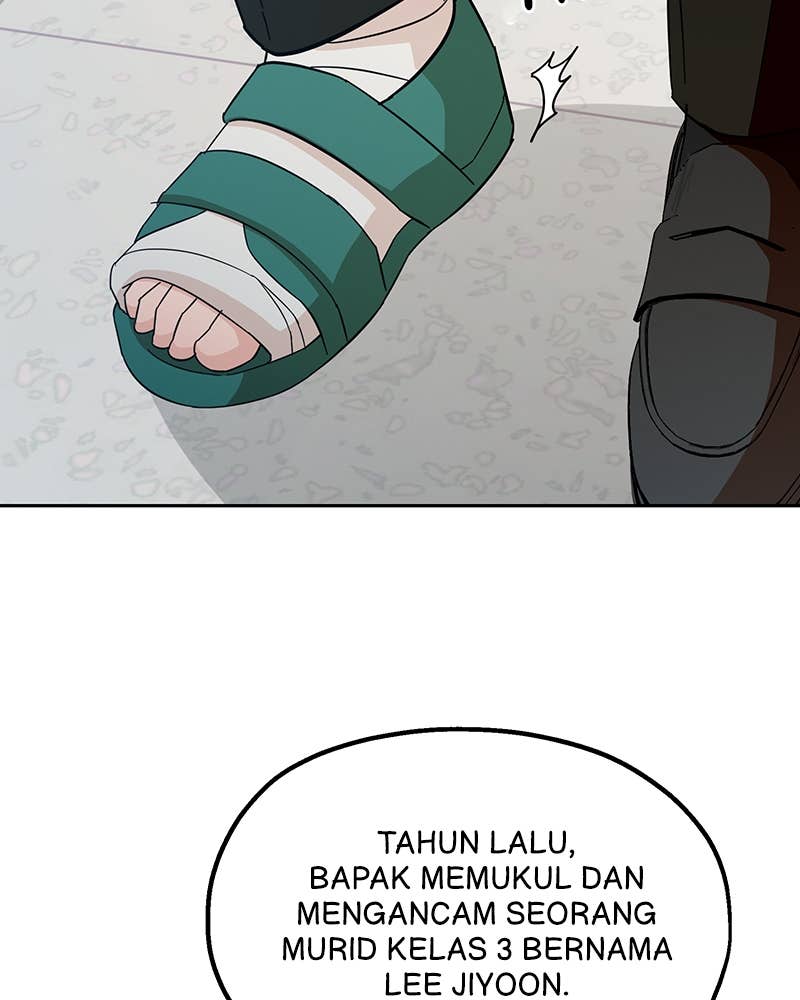 TAHUN LALU,
BAPAK MEMUKUL DAN
MENGANCAM SEORANG
MURID KELAS 3 BERNAMA
LEE JIYOON.